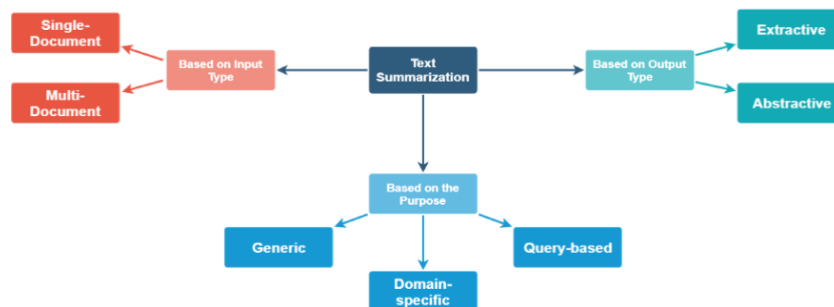 Single-
Document
Based on Input
Type
Multi-
Document
Text
Summarization
Based on Output
Type
Extractive
Abstractive
Based on the
Purpose
Generic
Domain-
specific
Query-based